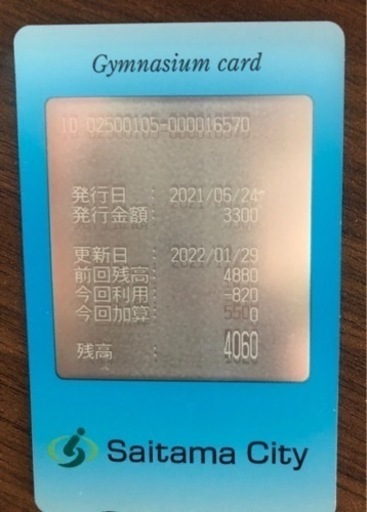 Gymnasium card
ID 02500105-000016570
発行日 : 2021/05/24
発行金額: 3300
更新日 : 2022/01/29
前回残高: 4880
今回利用: -820
今回加算: 0
残高 : 4060
Saitama City